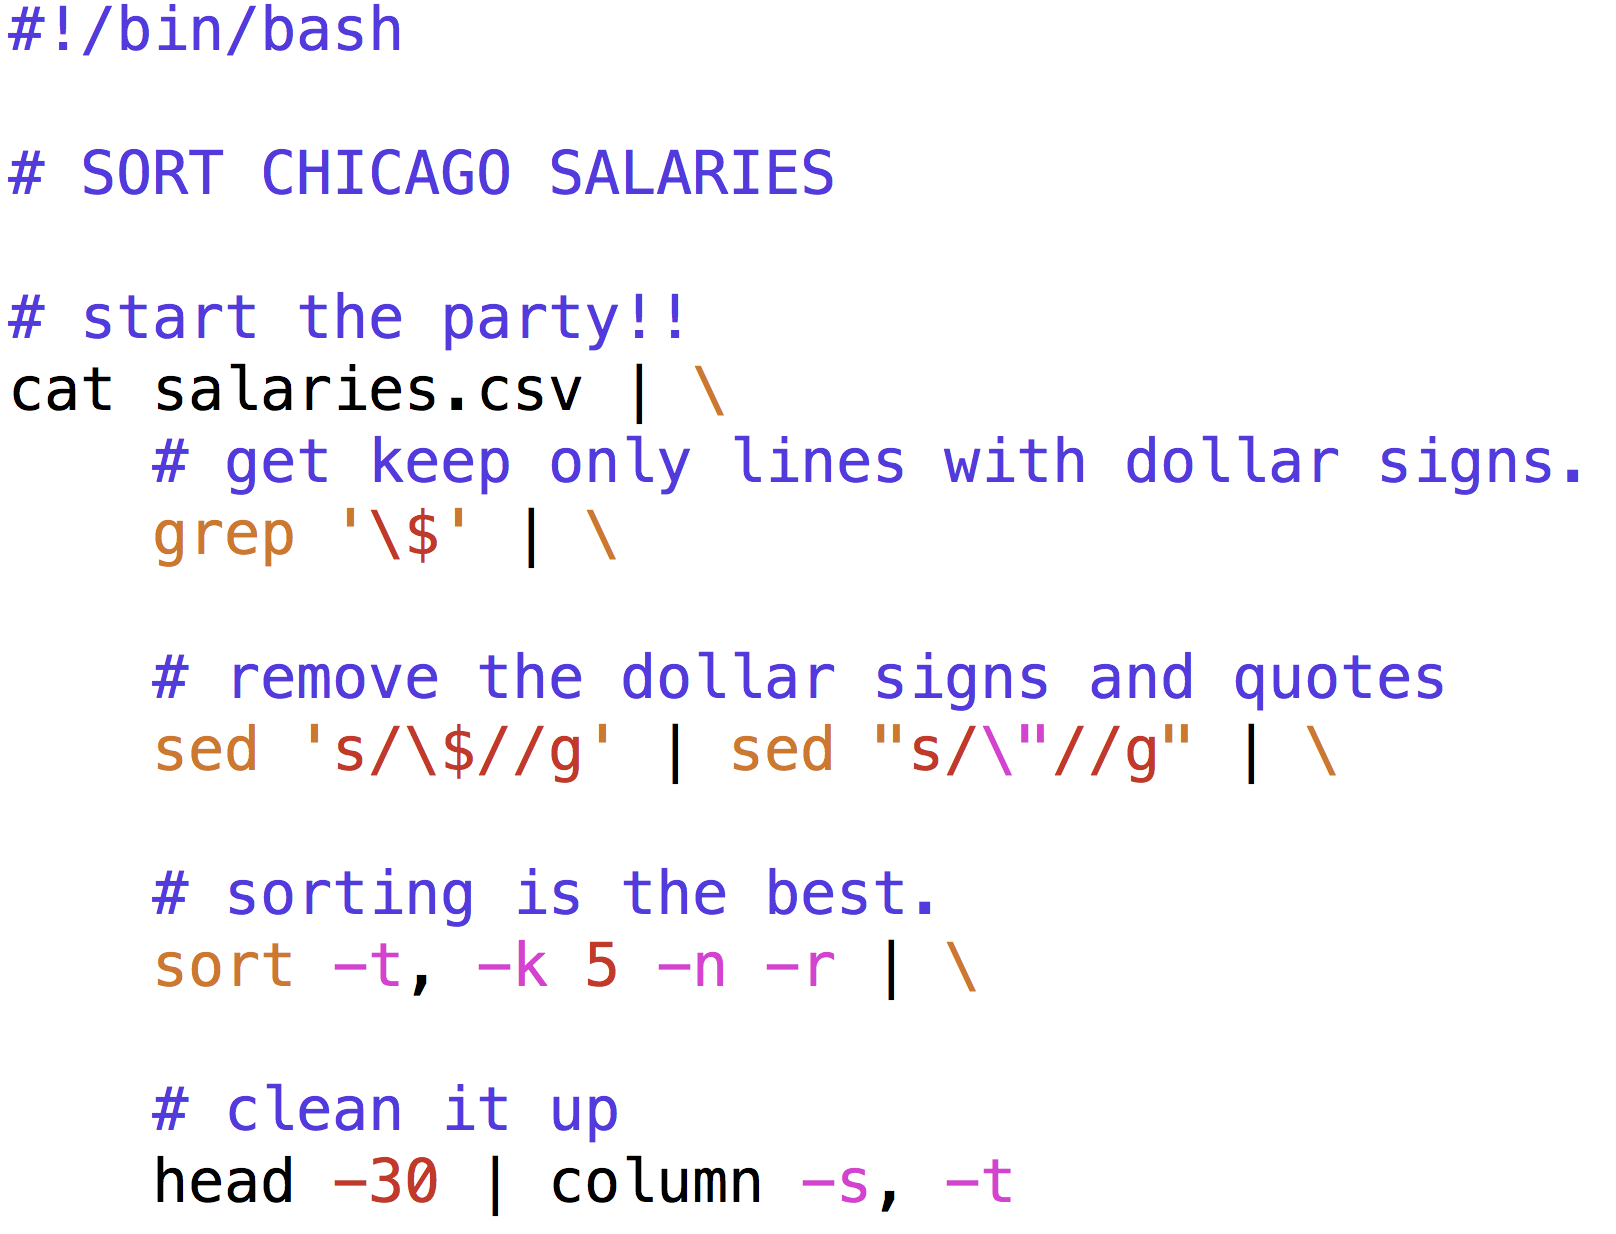 #!/bin/bash
# SORT CHICAGO SALARIES
# start the party!!
cat salaries.csv | \
# get keep only lines with dollar signs.
grep '\$' | \
# remove the dollar signs and quotes
sed 's/\$//g' | sed "s/\"//g" | \
# sorting is the best.
sort -t, -k 5 -n -r | \
# clean it up
head -30 | column -s, -t